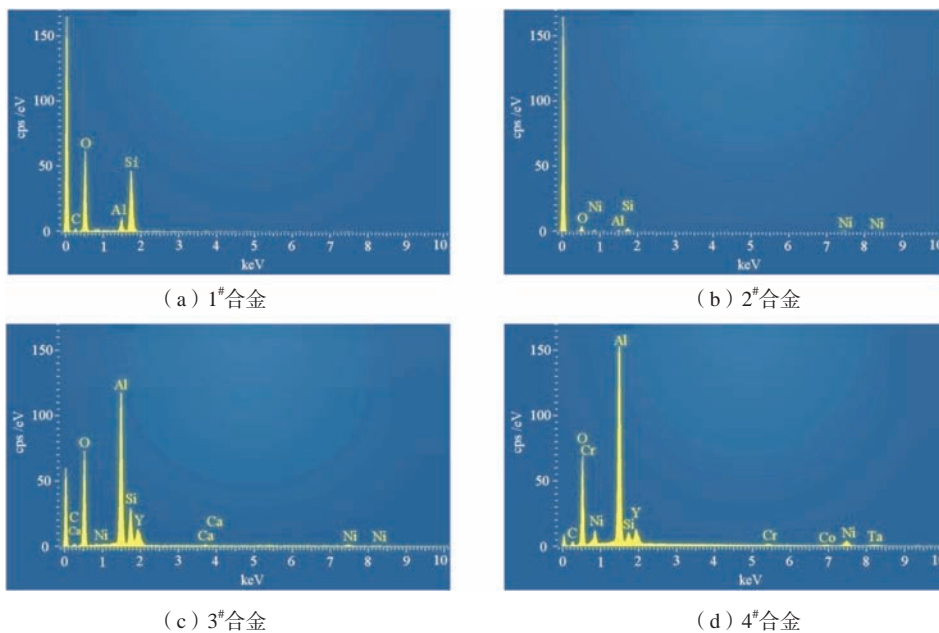 150
100
50
0
cps /eV
C
O
Al
Si
0 1 2 3 4 5 6 7 8 9 10
keV
（a）1#合金
150
100
50
0
cps /eV
O
Ni
Al
Si
Ni
Ni
0 1 2 3 4 5 6 7 8 9 10
keV
（b）2#合金
150
100
50
0
cps /eV
C
Ca
O
Ni
Al
Si
Y
Ca
Ca
Ni
Ni
0 1 2 3 4 5 6 7 8 9 10
keV
（c）3#合金
150
100
50
0
cps /eV
C
O
Cr
Ni
Al
Si
Y
Cr
Co
Ni
Ta
0 1 2 3 4 5 6 7 8 9 10
keV
（d）4#合金